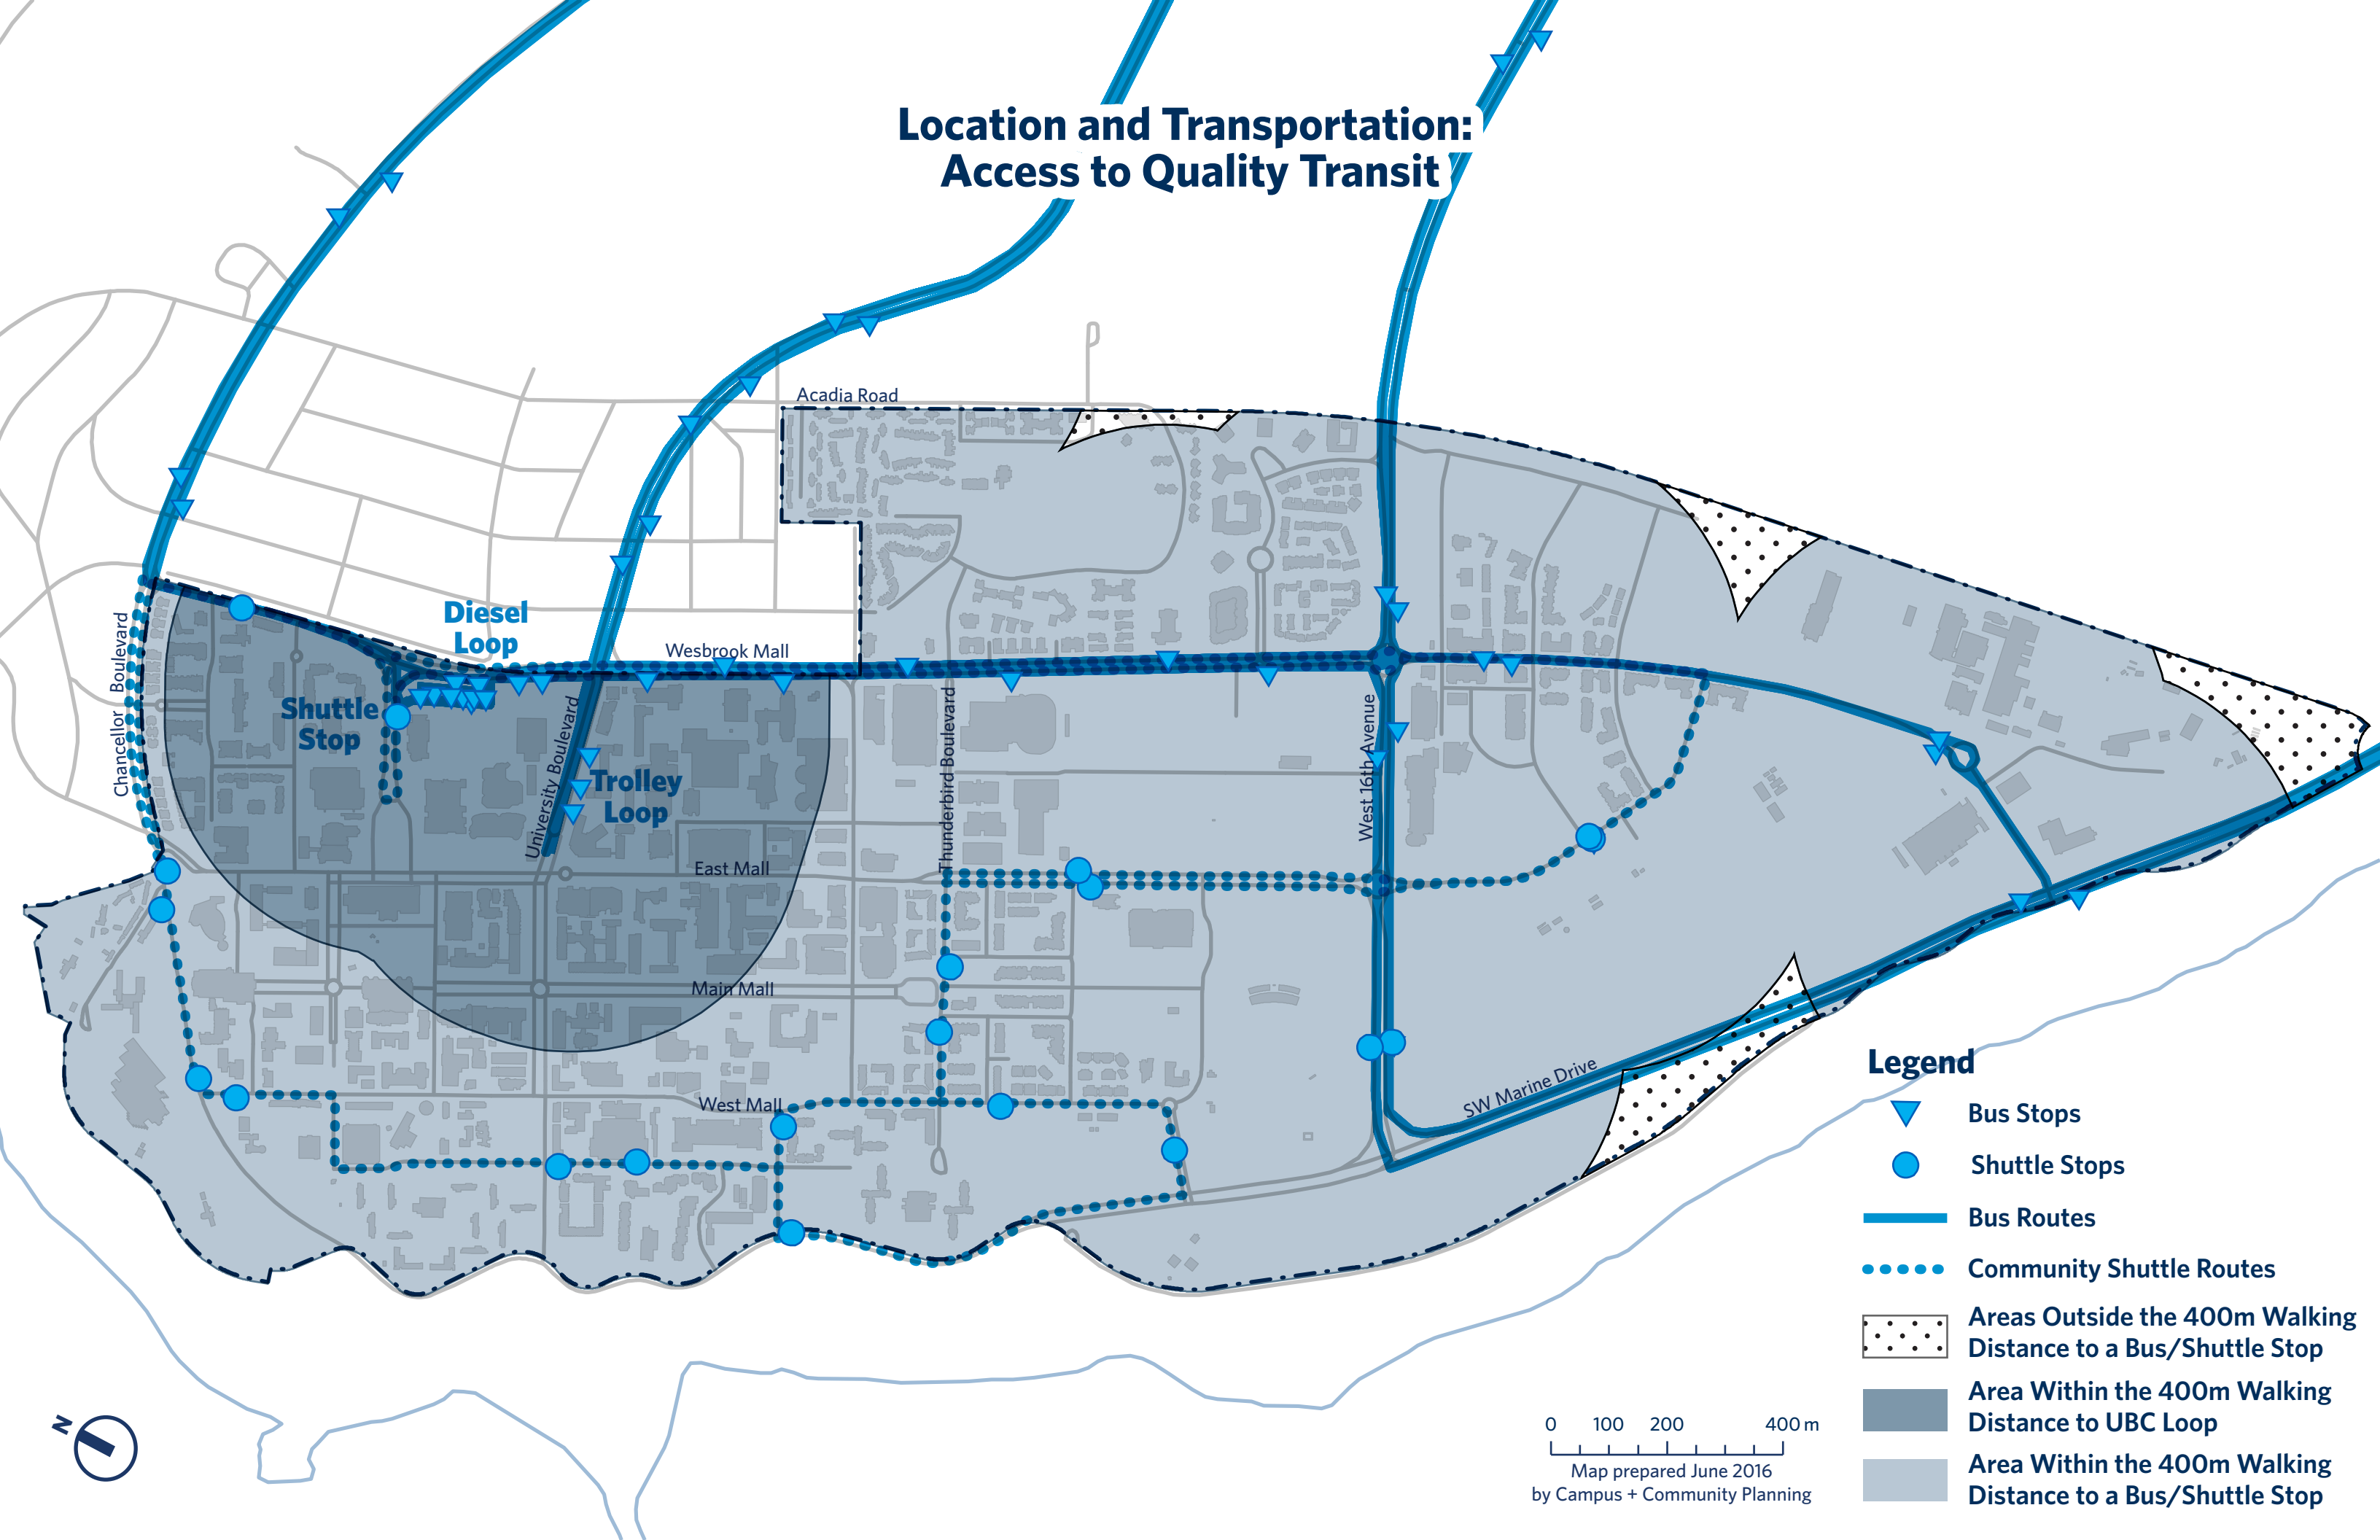 Location and Transportation:
Access to Quality Transit
Acadia Road
Diesel
Loop
Wesbrook Mall
Chancellor Boulevard
Shuttle
Stop
University Boulevard
Trolley
Loop
Thunderbird Boulevard
West 16th Avenue
East Mall
Main Mall
West Mall
SW Marine Drive
Legend
Bus Stops
Shuttle Stops
Bus Routes
Community Shuttle Routes
Areas Outside the 400m Walking
Distance to a Bus/Shuttle Stop
Area Within the 400m Walking
Distance to UBC Loop
Area Within the 400m Walking
Distance to a Bus/Shuttle Stop
N
0 100 200 400 m
Map prepared June 2016
by Campus + Community Planning